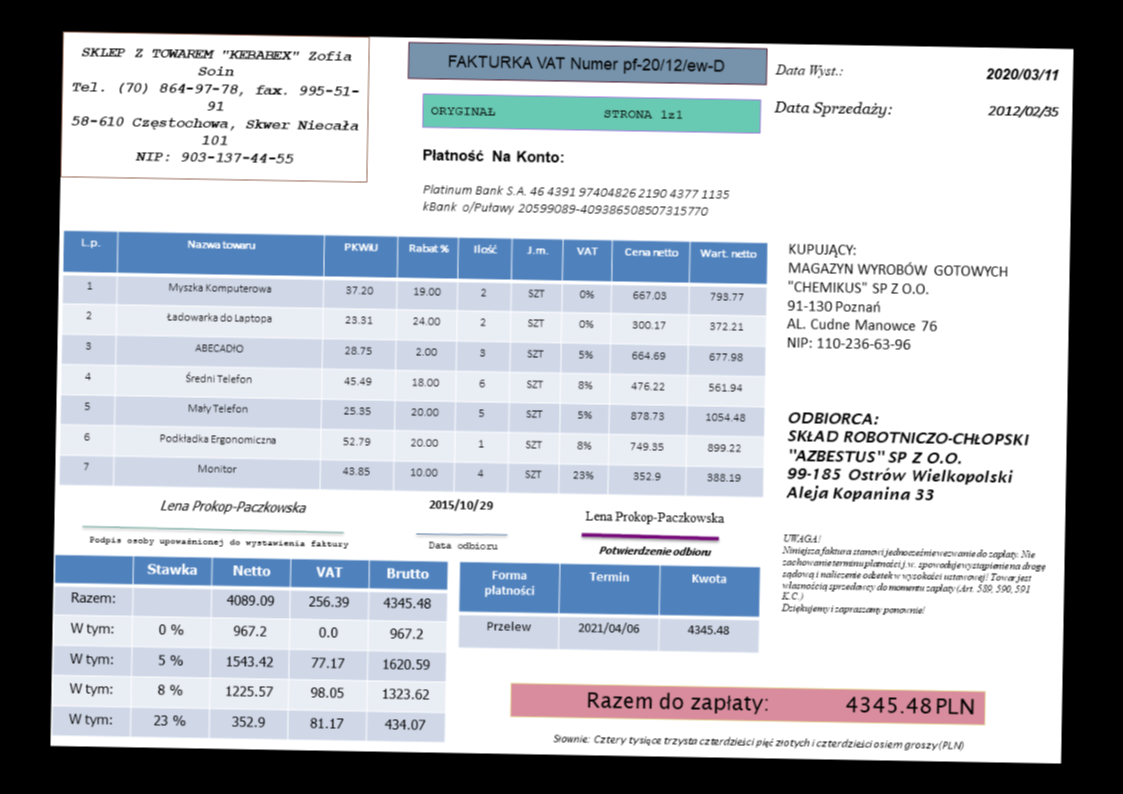 SKLEP Z TOWAREM "KEBABEX" Zofia
Soin
Tel. (70) 864-97-78, fax. 995-51-
91
58-610 Częstochowa, Skwer Niecała
101
NIP: 903-137-44-55
FAKTURKA VAT Numer pf-20/12/ew-D
ORYGINAŁ STRONA 1z1
Data Wyst.: 2020/03/11
Data Sprzedaży: 2012/02/35
Płatność Na Konto:
Platinum Bank S.A. 46 4391 97404826 2190 4377 1135
kBank o/Puławy 20599089-409386508507315770
L.p. Nazwa towaru PKWiU Rabat % Ilość J.m. VAT Cena netto Wart. netto
1 Myszka Komputerowa 37.20 19.00 2 SZT 0% 667.03 793.77
2 Ładowarka do Laptopa 23.31 24.00 2 SZT 0% 300.17 372.21
3 ABECADŁO 28.75 2.00 3 SZT 5% 664.69 677.98
4 Średni Telefon 45.49 18.00 6 SZT 8% 476.22 561.94
5 Mały Telefon 25.35 20.00 5 SZT 5% 878.73 1054.48
6 Podkładka Ergonomiczna 52.79 20.00 1 SZT 8% 749.35 899.22
7 Monitor 43.85 10.00 4 SZT 23% 352.9 388.19
KUPUJĄCY:
MAGAZYN WYROBÓW GOTOWYCH
"CHEMIKUS" SP Z O.O.
91-130 Poznań
AL. Cudne Manowce 76
NIP: 110-236-63-96
ODBIORCA:
SKŁAD ROBOTNICZO-CHŁOPSKI
"AZBESTUS" SP Z O.O.
99-185 Ostrów Wielkopolski
Aleja Kopanina 33
Lena Prokop-Paczkowska
Podpis osoby upoważnionej do wystawienia faktury
2015/10/29
Data odbioru
Lena Prokop-Paczkowska
Potwierdzenie odbioru
UWAGA!
Niniejsza faktura stanowi jednocześnie wezwanie do zapłaty. Nie
zachowanie terminu płatności j.w. spowoduje wystąpienie na drogę
sądową i naliczenie odsetek w wysokości ustawowej! Towar jest
własnością sprzedawcy do momentu zapłaty (Art. 589, 590, 591
K.C.)
Dziękujemy i zapraszamy ponownie!
Stawka Netto VAT Brutto
Razem: 4089.09 256.39 4345.48
W tym: 0 % 967.2 0.0 967.2
W tym: 5 % 1543.42 77.17 1620.59
W tym: 8 % 1225.57 98.05 1323.62
W tym: 23 % 352.9 81.17 434.07
Forma
płatności Termin Kwota
Przelew 2021/04/06 4345.48
Razem do zapłaty: 4345.48 PLN
Słownie: Cztery tysiące trzysta czterdzieści pięć złotych i czterdzieści osiem groszy (PLN)